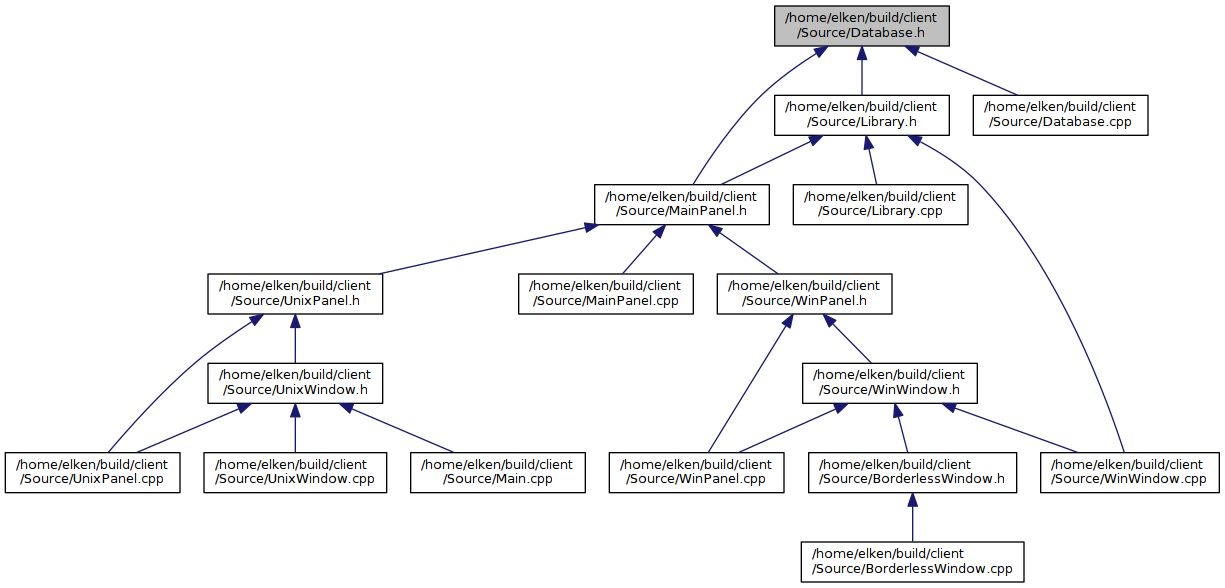 /home/elken/build/client
/Source/Database.h
/home/elken/build/client
/Source/Library.h
/home/elken/build/client
/Source/Database.cpp
/home/elken/build/client
/Source/MainPanel.h
/home/elken/build/client
/Source/Library.cpp
/home/elken/build/client
/Source/UnixPanel.h
/home/elken/build/client
/Source/MainPanel.cpp
/home/elken/build/client
/Source/WinPanel.h
/home/elken/build/client
/Source/UnixWindow.h
/home/elken/build/client
/Source/WinWindow.h
/home/elken/build/client
/Source/UnixPanel.cpp
/home/elken/build/client
/Source/UnixWindow.cpp
/home/elken/build/client
/Source/Main.cpp
/home/elken/build/client
/Source/WinPanel.cpp
/home/elken/build/client
/Source/BorderlessWindow.h
/home/elken/build/client
/Source/WinWindow.cpp
/home/elken/build/client
/Source/BorderlessWindow.cpp